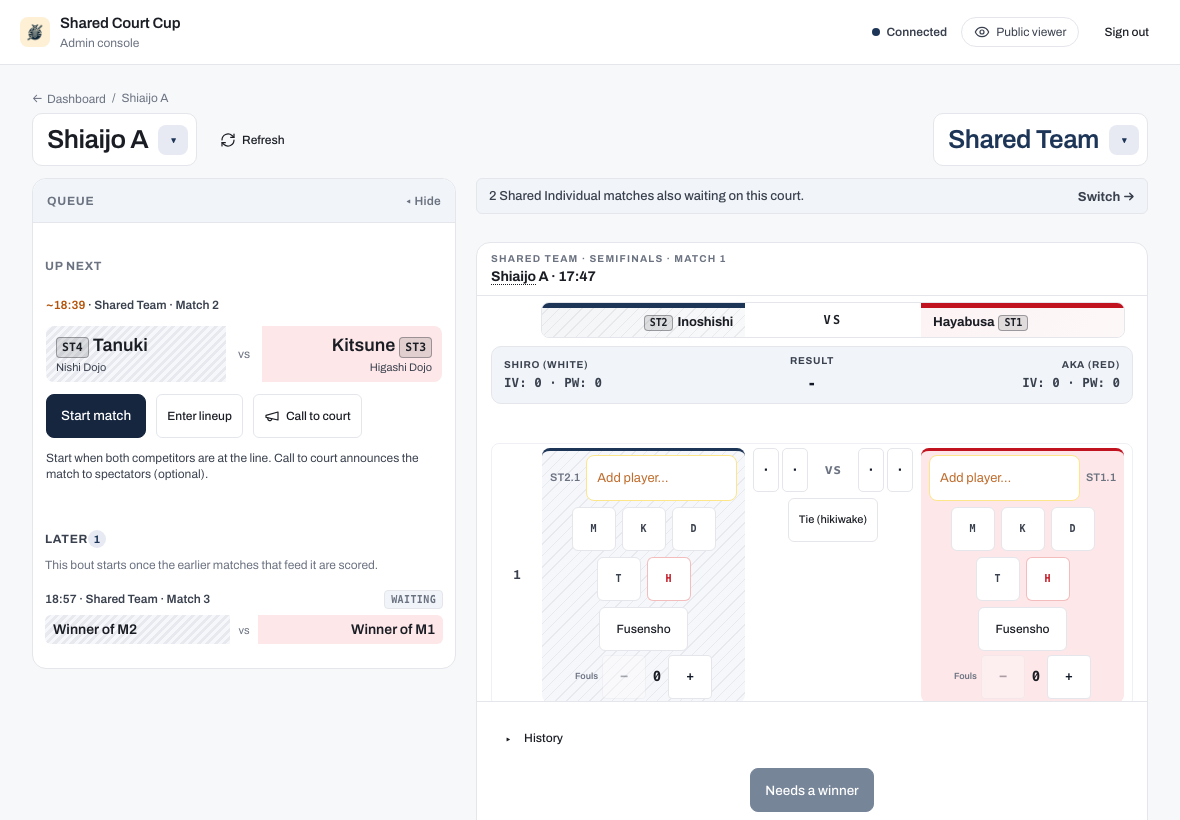 Shared Court Cup
Admin console
Connected
Public viewer
Sign out
← Dashboard / Shiaijo A
Shiaijo A ▾
Refresh
Shared Team ▾
QUEUE
◂ Hide
UP NEXT
~18:39 · Shared Team · Match 2
ST4 Tanuki
Nishi Dojo
vs
Kitsune ST3
Higashi Dojo
Start match
Enter lineup
Call to court
Start when both competitors are at the line. Call to court announces the
match to spectators (optional).
LATER 1
This bout starts once the earlier matches that feed it are scored.
18:57 · Shared Team · Match 3
WAITING
Winner of M2
vs
Winner of M1
2 Shared Individual matches also waiting on this court.
Switch →
SHARED TEAM · SEMIFINALS · MATCH 1
Shiaijo A · 17:47
ST2 Inoshishi
VS
Hayabusa ST1
SHIRO (WHITE)
IV: 0 · PW: 0
RESULT
-
AKA (RED)
IV: 0 · PW: 0
1
ST2.1
Add player...
M K D
T H
Fusensho
Fouls − 0 +
· · VS · ·
Tie (hikiwake)
Add player...
ST1.1
M K D
T H
Fusensho
Fouls − 0 +
▸ History
Needs a winner